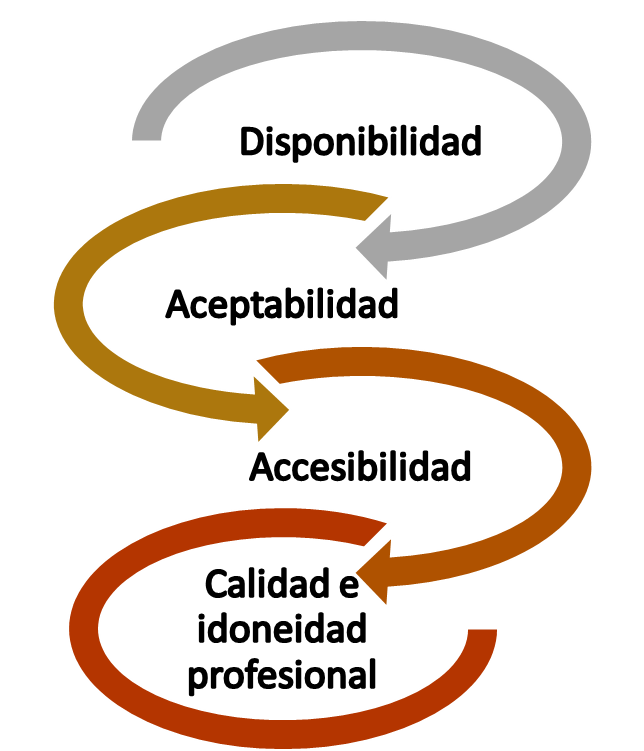 Disponibilidad
Aceptabilidad
Accesibilidad
Calidad e
idoneidad
profesional